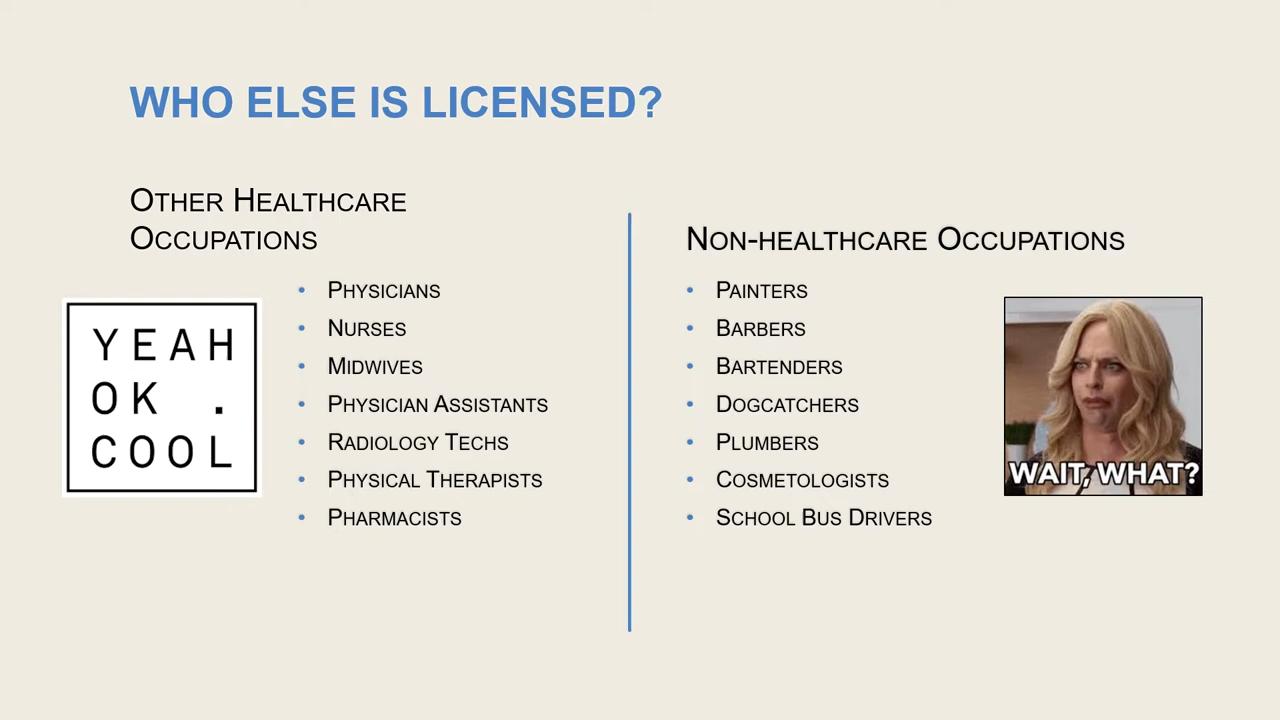 WHO ELSE IS LICENSED?
OTHER HEALTHCARE
OCCUPATIONS
YEAH
OK .
COOL
• PHYSICIANS
• NURSES
• MIDWIVES
• PHYSICIAN ASSISTANTS
• RADIOLOGY TECHS
• PHYSICAL THERAPISTS
• PHARMACISTS
NON-HEALTHCARE OCCUPATIONS
• PAINTERS
• BARBERS
• BARTENDERS
• DOGCATCHERS
• PLUMBERS
• COSMETOLOGISTS
• SCHOOL BUS DRIVERS
WAIT, WHAT?